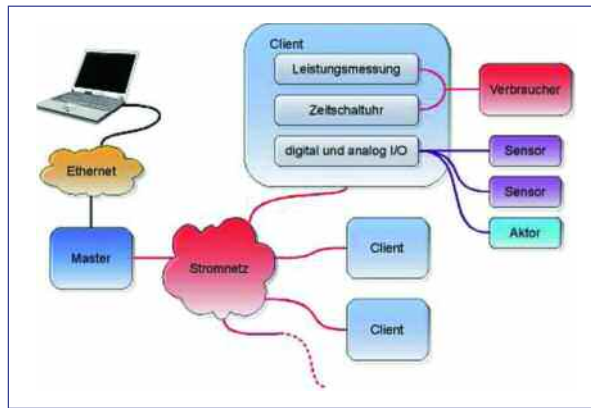 Client
Leistungsmessung
Zeitschaltuhr
digital und analog I/O
Verbraucher
Sensor
Sensor
Aktor
Ethernet
Master
Stromnetz
Client
Client